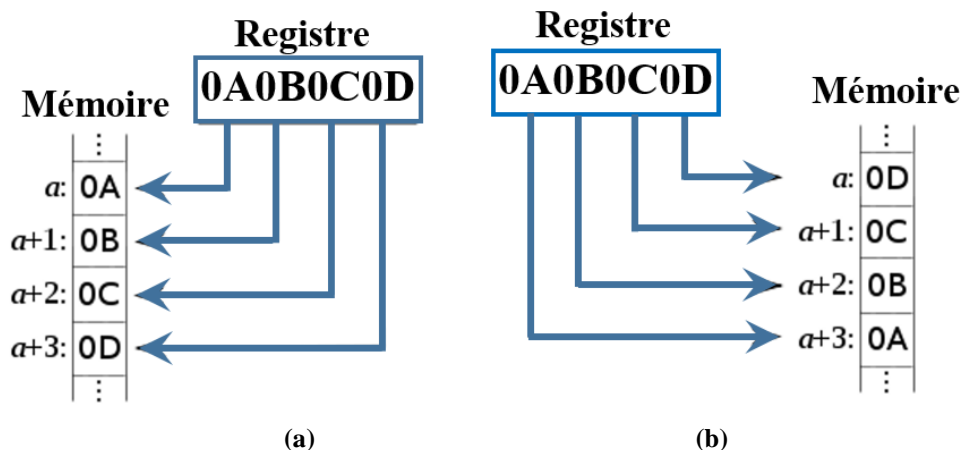 Registre
0A0B0C0D
Mémoire
⋮
a: 0A
a+1: 0B
a+2: 0C
a+3: 0D
⋮
(a)
Registre
0A0B0C0D
Mémoire
⋮
a: 0D
a+1: 0C
a+2: 0B
a+3: 0A
⋮
(b)